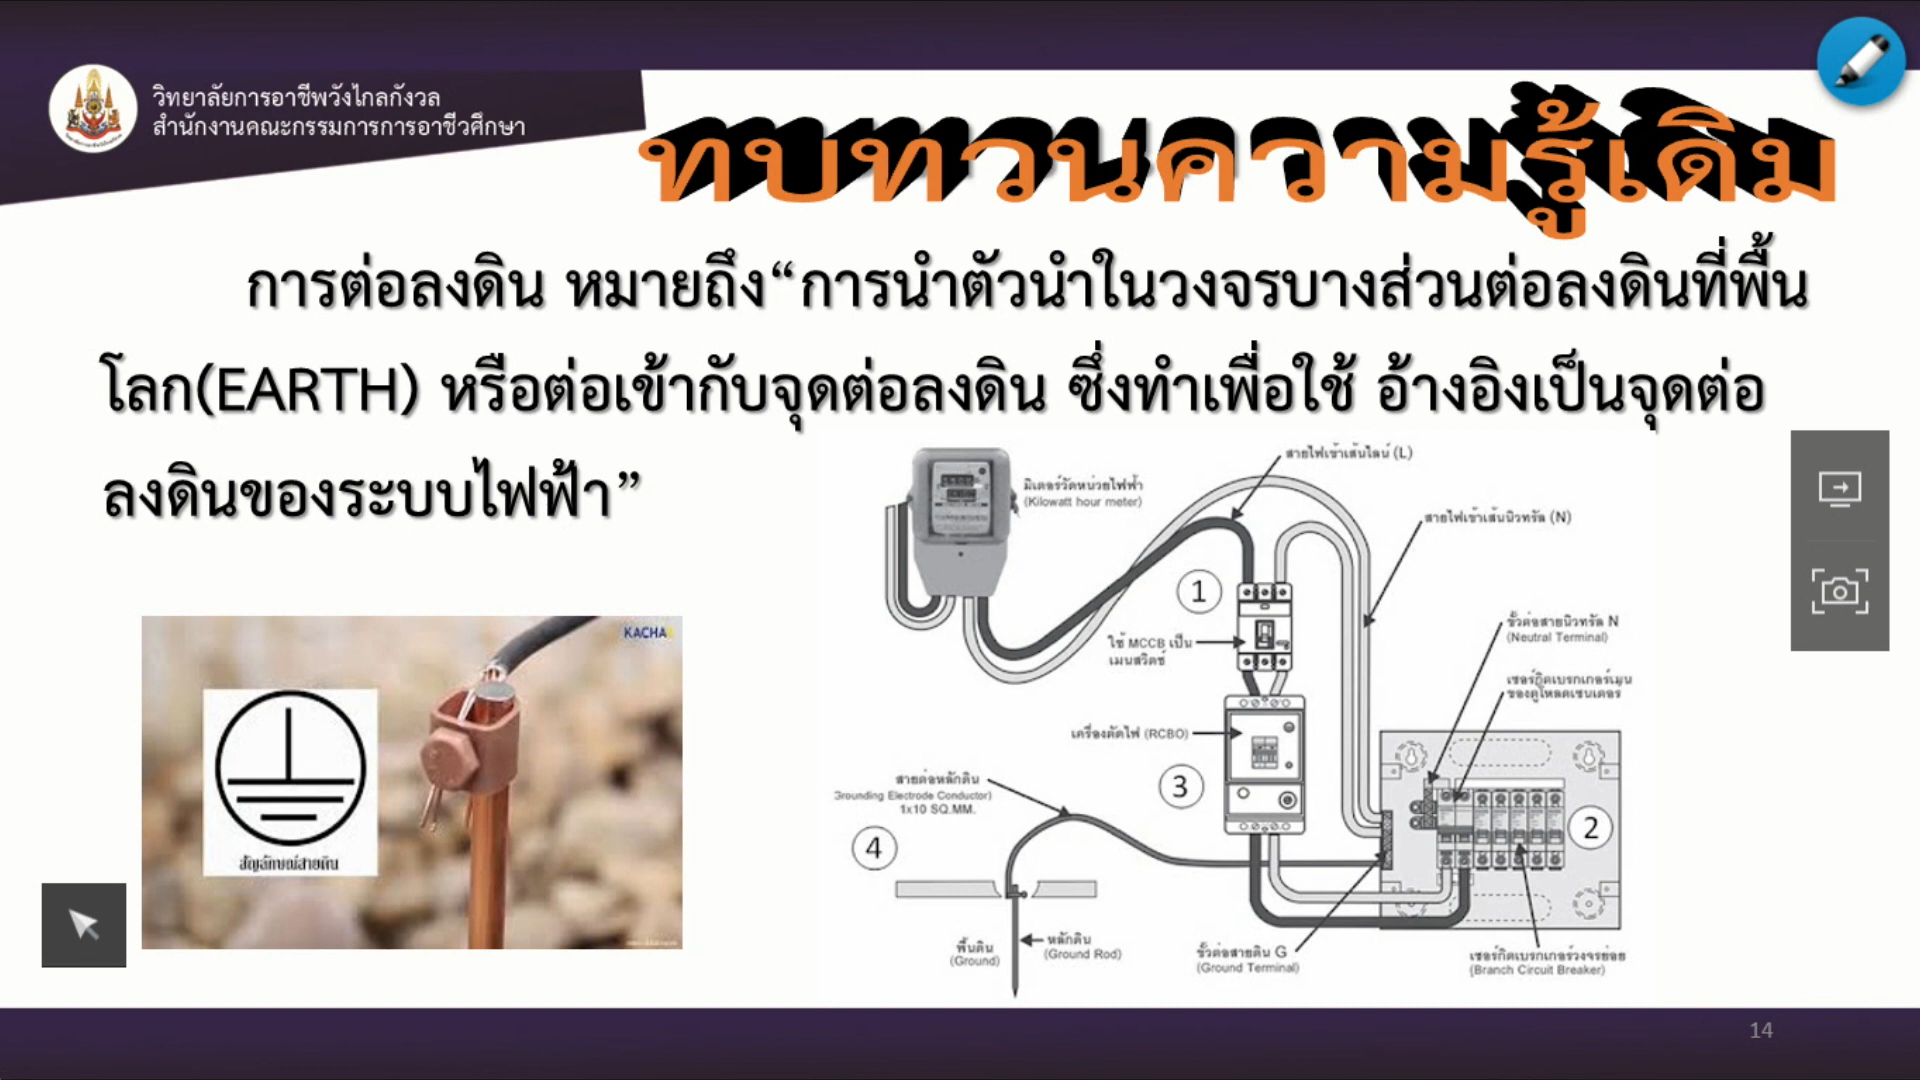 วิทยาลัยการอาชีพวังไกลกังวล
สำนักงานคณะกรรมการการอาชีวศึกษา
ทบทวนความรู้เดิม
การต่อลงดิน หมายถึง“การนำตัวนำในวงจรบางส่วนต่อลงดินที่พื้น
โลก(EARTH) หรือต่อเข้ากับจุดต่อลงดิน ซึ่งทำเพื่อใช้ อ้างอิงเป็นจุดต่อ
ลงดินของระบบไฟฟ้า”
สายไฟเข้าเส้นไลน์ (L)
มิเตอร์วัดหน่วยไฟฟ้า
(Kilowatt hour meter)
สายไฟเข้าเส้นนิวทรัล (N)
1
ใช้ MCCB เป็น
เมนสวิตช์
ขั้วต่อสายนิวทรัล N
(Neutral Terminal)
เซอร์กิตเบรกเกอร์เมน
ของตู้โหลดเซนเตอร์
เครื่องตัดไฟ (RCBO)
3
สายต่อหลักดิน
Grounding Electrode Conductor)
1x10 SQ.MM.
4
2
พื้นดิน
(Ground)
หลักดิน
(Ground Rod)
ขั้วต่อสายดิน G
(Ground Terminal)
เซอร์กิตเบรกเกอร์วงจรย่อย
(Branch Circuit Breaker)
KACHA
สัญลักษณ์สายดิน
14